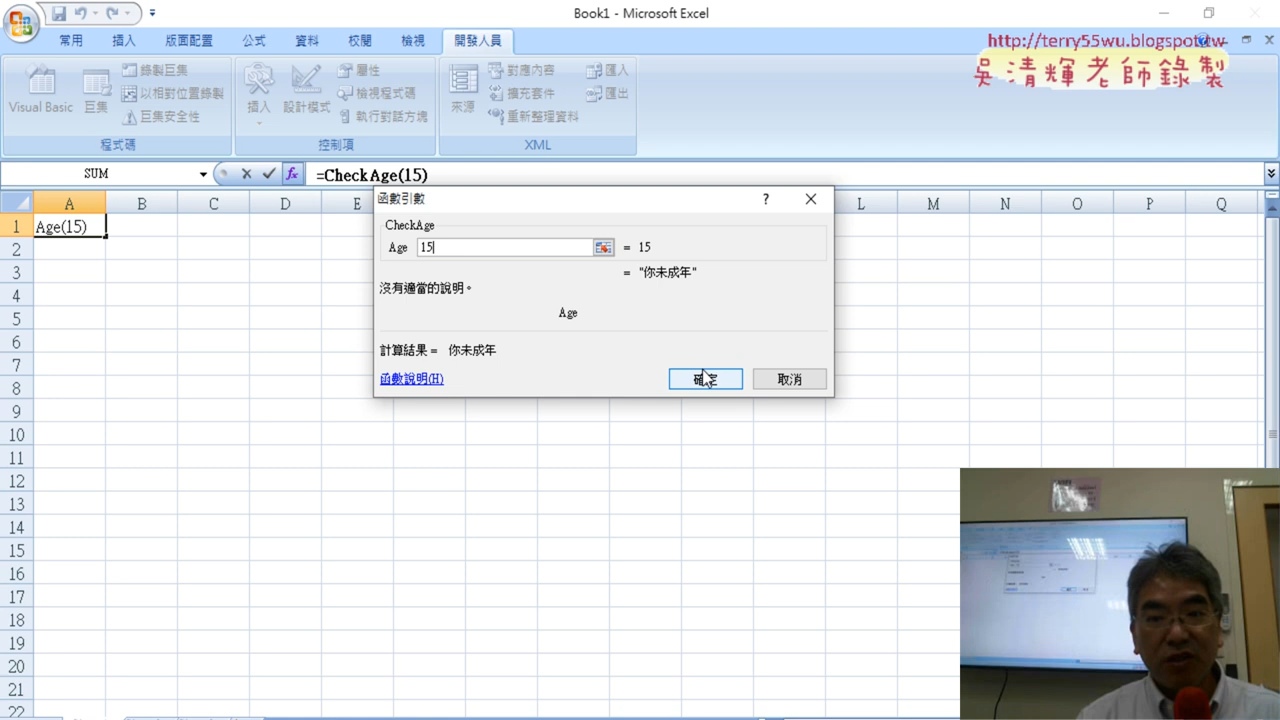 Book1 - Microsoft Excel
常用 插入 版面配置 公式 資料 校閱 檢視 開發人員
http://terry55wu.blogspot.tw
吳清輝老師錄製
Visual Basic 巨集 錄製巨集 以相對位置錄製 巨集安全性
程式碼
插入 設計模式 屬性 檢視程式碼 執行對話方塊
控制項
來源 對應內容 擴充套件 重新整理資料 匯入 匯出
XML
SUM =CheckAge(15)
A B C D E L M N O P Q
1 Age(15)
2
3
4
5
6
7
8
9
10
11
12
13
14
15
16
17
18
19
20
21
22
函數引數 ?
CheckAge
Age 15 = 15
= "你未成年"
沒有適當的說明。
Age
計算結果 = 你未成年
函數說明(H) 確定 取消